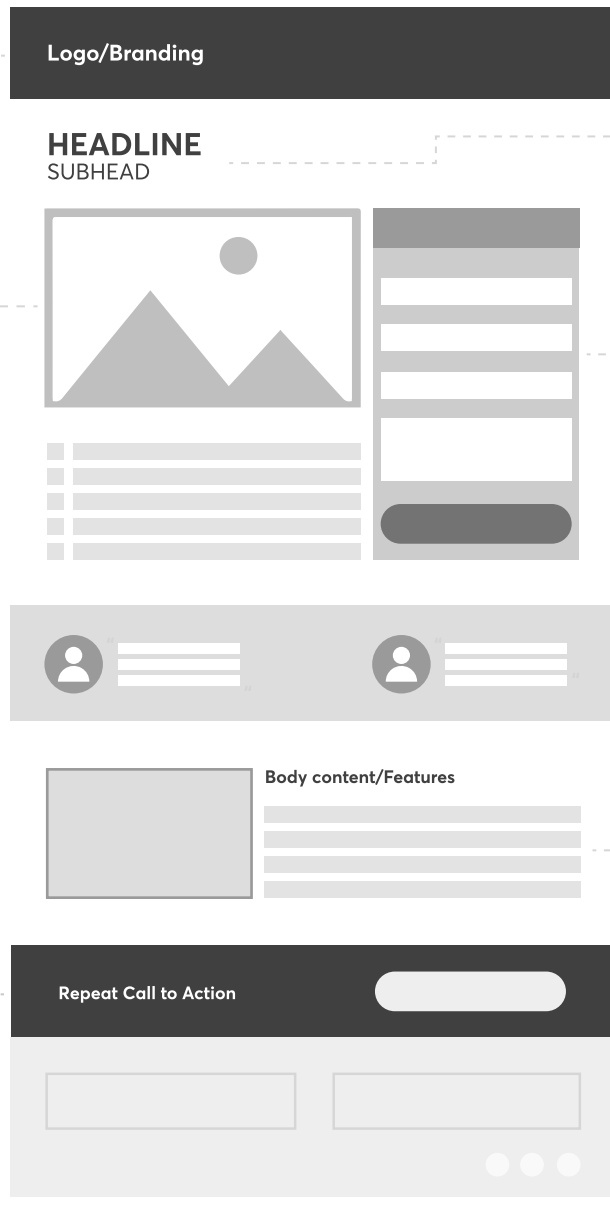 Logo/Branding
HEADLINE
SUBHEAD
Body content/Features
Repeat Call to Action